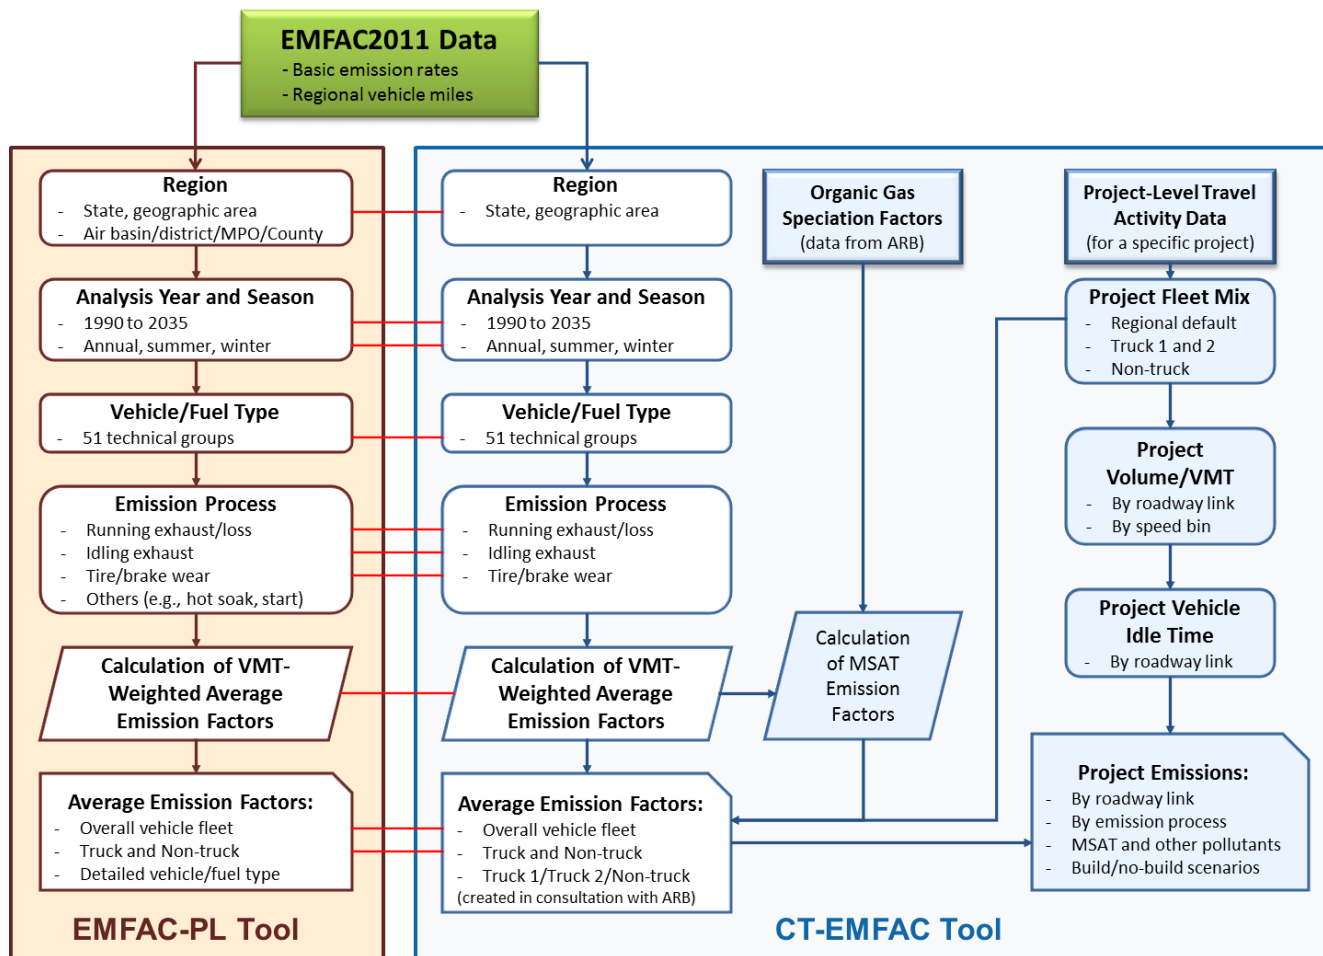 EMFAC2011 Data
- Basic emission rates
- Regional vehicle miles
Region
- State, geographic area
- Air basin/district/MPO/County
Analysis Year and Season
- 1990 to 2035
- Annual, summer, winter
Vehicle/Fuel Type
- 51 technical groups
Emission Process
- Running exhaust/loss
- Idling exhaust
- Tire/brake wear
- Others (e.g., hot soak, start)
Calculation of VMT-
Weighted Average
Emission Factors
Average Emission Factors:
- Overall vehicle fleet
- Truck and Non-truck
- Detailed vehicle/fuel type
EMFAC-PL Tool
Region
- State, geographic area
Analysis Year and Season
- 1990 to 2035
- Annual, summer, winter
Vehicle/Fuel Type
- 51 technical groups
Emission Process
- Running exhaust/loss
- Idling exhaust
- Tire/brake wear
Calculation of VMT-
Weighted Average
Emission Factors
Average Emission Factors:
- Overall vehicle fleet
- Truck and Non-truck
- Truck 1/Truck 2/Non-truck
(created in consultation with ARB)
Organic Gas
Speciation Factors
(data from ARB)
Calculation
of MSAT
Emission
Factors
Project-Level Travel
Activity Data
(for a specific project)
Project Fleet Mix
- Regional default
- Truck 1 and 2
- Non-truck
Project
Volume/VMT
- By roadway link
- By speed bin
Project Vehicle
Idle Time
- By roadway link
Project Emissions:
- By roadway link
- By emission process
- MSAT and other pollutants
- Build/no-build scenarios
CT-EMFAC Tool